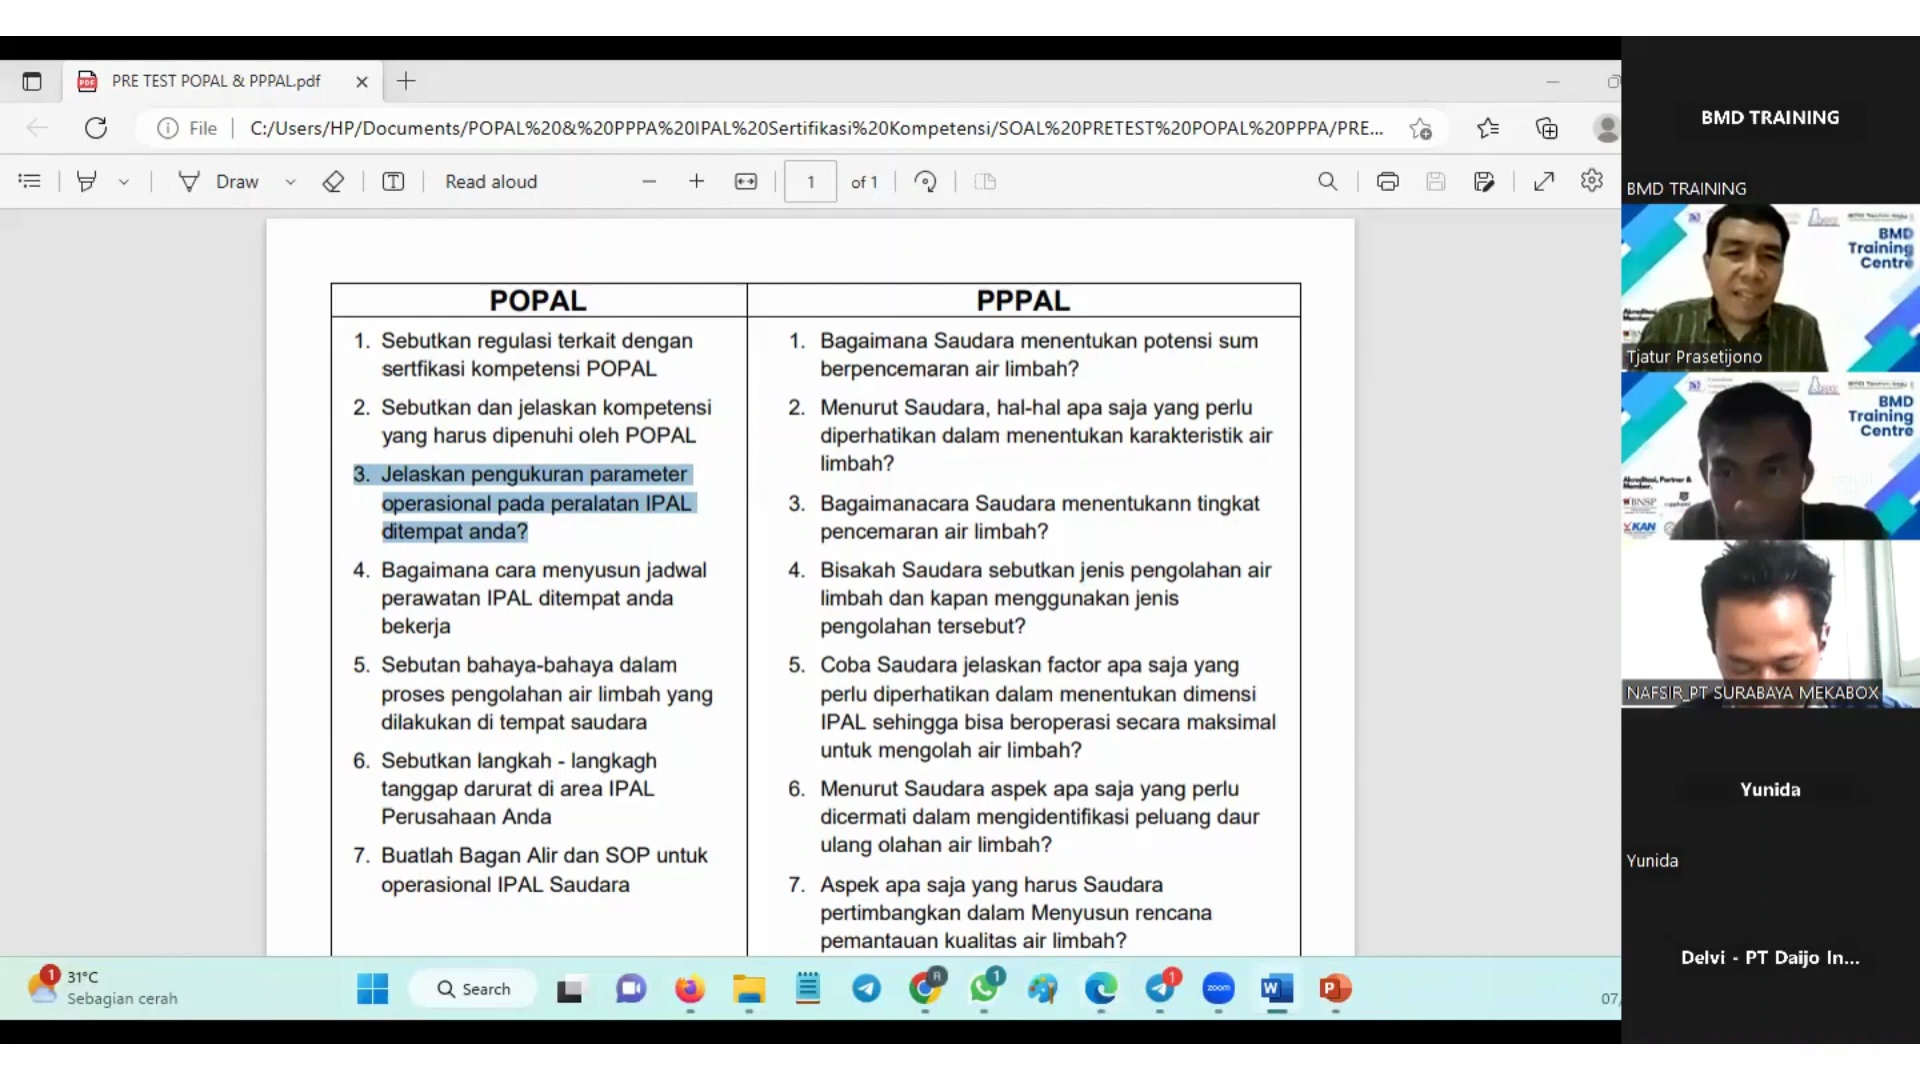 PRE TEST POPAL & PPPAL.pdf
File
C:/Users/HP/Documents/POPAL%20&%20PPPA%20IPAL%20Sertifikasi%20Kompetensi/SOAL%20PRETEST%20POPAL%20PPPA/PRE...
Draw
Read aloud
1
of 1
POPAL
1. Sebutkan regulasi terkait dengan
sertfikasi kompetensi POPAL
2. Sebutkan dan jelaskan kompetensi
yang harus dipenuhi oleh POPAL
3. Jelaskan pengukuran parameter
operasional pada peralatan IPAL
ditempat anda?
4. Bagaimana cara menyusun jadwal
perawatan IPAL ditempat anda
bekerja
5. Sebutan bahaya-bahaya dalam
proses pengolahan air limbah yang
dilakukan di tempat saudara
6. Sebutkan langkah - langkagh
tanggap darurat di area IPAL
Perusahaan Anda
7. Buatlah Bagan Alir dan SOP untuk
operasional IPAL Saudara
PPPAL
1. Bagaimana Saudara menentukan potensi sum
berpencemaran air limbah?
2. Menurut Saudara, hal-hal apa saja yang perlu
diperhatikan dalam menentukan karakteristik air
limbah?
3. Bagaimanacara Saudara menentukann tingkat
pencemaran air limbah?
4. Bisakah Saudara sebutkan jenis pengolahan air
limbah dan kapan menggunakan jenis
pengolahan tersebut?
5. Coba Saudara jelaskan factor apa saja yang
perlu diperhatikan dalam menentukan dimensi
IPAL sehingga bisa beroperasi secara maksimal
untuk mengolah air limbah?
6. Menurut Saudara aspek apa saja yang perlu
dicermati dalam mengidentifikasi peluang daur
ulang olahan air limbah?
7. Aspek apa saja yang harus Saudara
pertimbangkan dalam Menyusun rencana
pemantauan kualitas air limbah?
1
31°C
Sebagian cerah
Search
R
1
1
zoom
W
P
07
BMD TRAINING
BMD TRAINING
BMD
Training
Centre
Tjatur Prasetijono
BMD
Training
Centre
Akreditasi, Partner &
Member.
BNSP
KAN
NAFSIR_PT SURABAYA MEKABOX
Yunida
Yunida
Delvi - PT Daijo In...